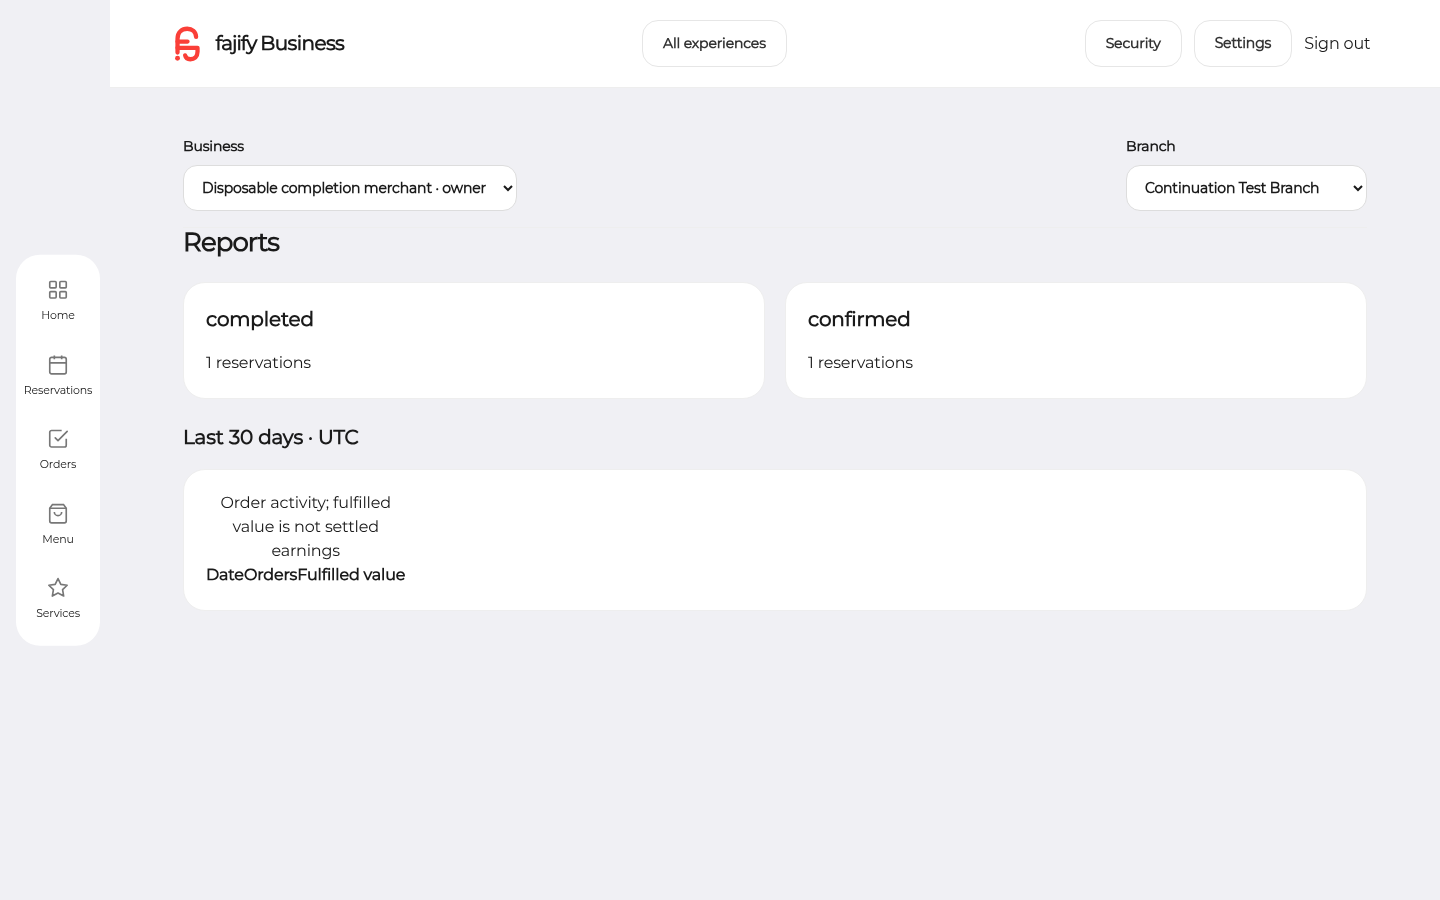 fajify Business
All experiences
Security
Settings
Sign out
Business
Branch
Disposable completion merchant · owner
Continuation Test Branch
Reports
completed
1 reservations
confirmed
1 reservations
Last 30 days · UTC
Order activity; fulfilled
value is not settled
earnings
DateOrdersFulfilled value
Home
Reservations
Orders
Menu
Services